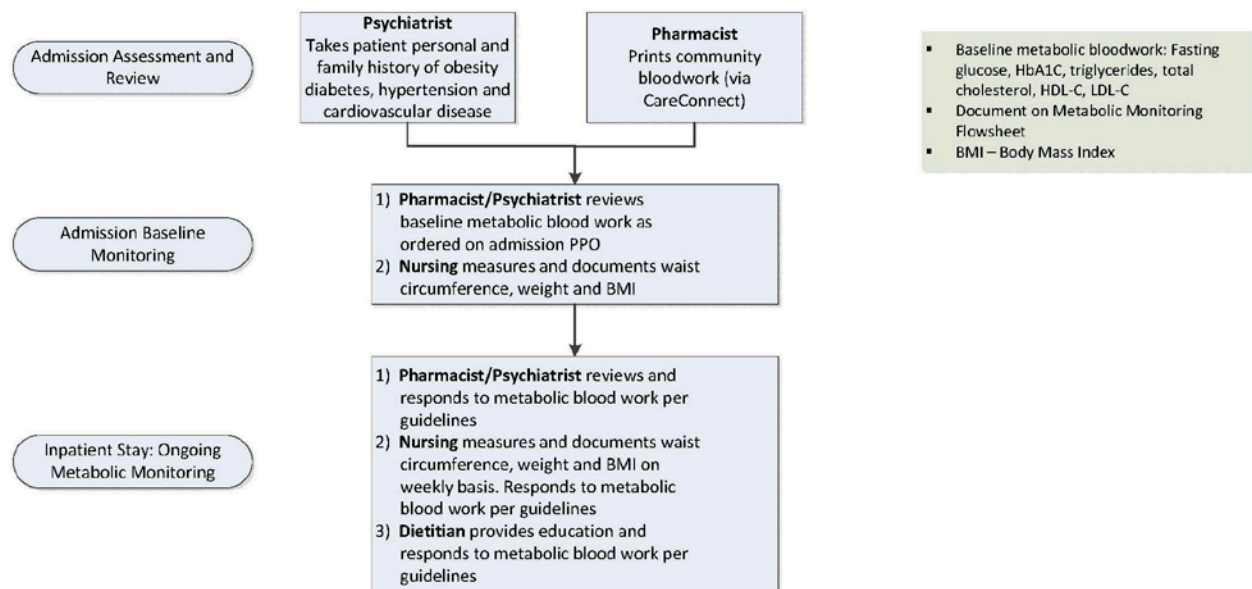 Admission Assessment and
Review
Psychiatrist
Takes patient personal and
family history of obesity
diabetes, hypertension and
cardiovascular disease
Pharmacist
Prints community
bloodwork (via
CareConnect)
▪ Baseline metabolic bloodwork: Fasting
glucose, HbA1C, triglycerides, total
cholesterol, HDL-C, LDL-C
▪ Document on Metabolic Monitoring
Flowsheet
▪ BMI – Body Mass Index
Admission Baseline
Monitoring
1) Pharmacist/Psychiatrist reviews
baseline metabolic blood work as
ordered on admission PPO
2) Nursing measures and documents waist
circumference, weight and BMI
Inpatient Stay: Ongoing
Metabolic Monitoring
1) Pharmacist/Psychiatrist reviews and
responds to metabolic blood work per
guidelines
2) Nursing measures and documents waist
circumference, weight and BMI on
weekly basis. Responds to metabolic
blood work per guidelines
3) Dietitian provides education and
responds to metabolic blood work per
guidelines